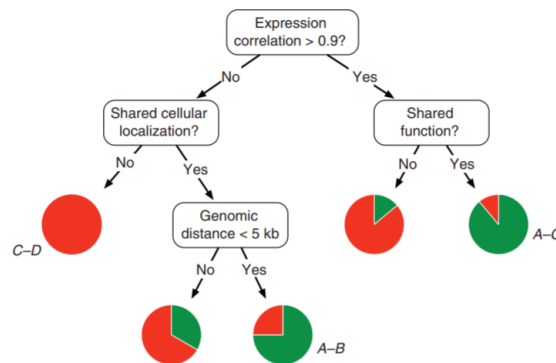 Expression
correlation > 0.9?
No
Yes
Shared cellular
localization?
Shared
function?
No
Yes
No
Yes
C–D
Genomic
distance < 5 kb
No
Yes
A–B